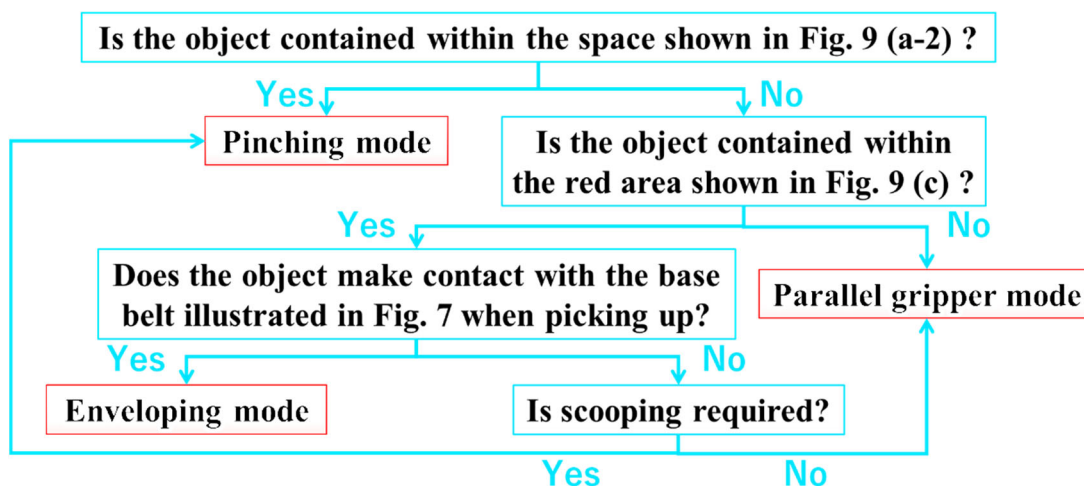 Is the object contained within the space shown in Fig. 9 (a-2) ?
Yes
No
Pinching mode
Is the object contained within
the red area shown in Fig. 9 (c) ?
Yes
No
Does the object make contact with the base
belt illustrated in Fig. 7 when picking up?
Parallel gripper mode
Yes
No
Enveloping mode
Is scooping required?
Yes
No